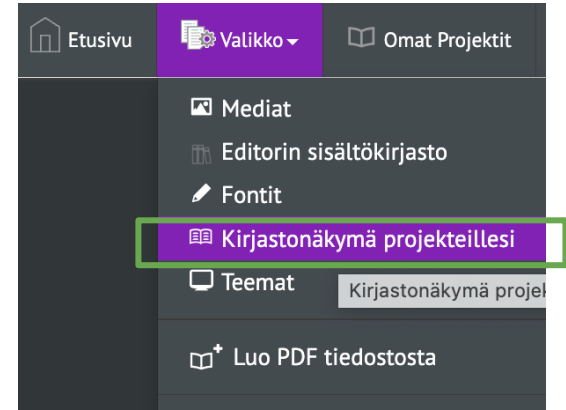 Etusivu Valikko Omat Projektit
Mediat
Editorin sisältökirjasto
Fontit
Kirjastonäkymä projekteillesi
Teemat
Kirjastonäkymä projek
Luo PDF tiedostosta